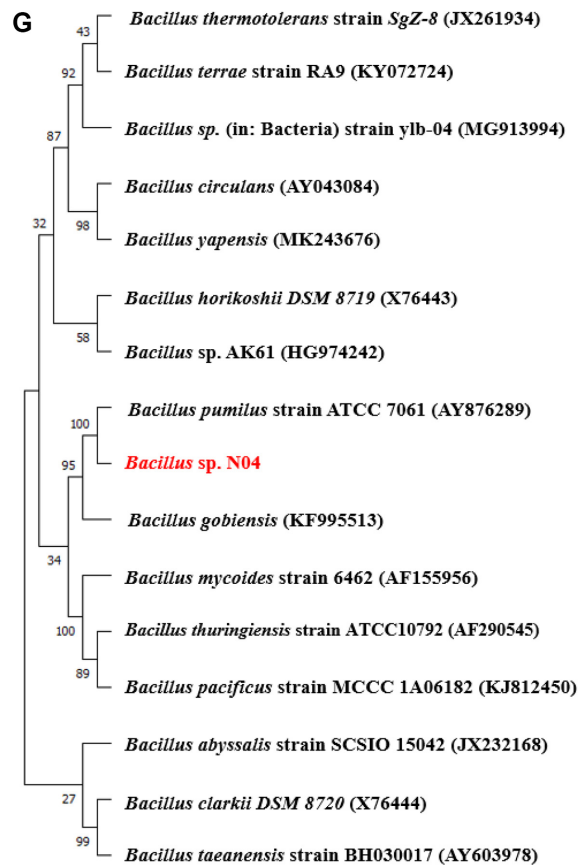 G
43
Bacillus thermotolerans strain SgZ-8 (JX261934)
92
Bacillus terrae strain RA9 (KY072724)
87
Bacillus sp. (in: Bacteria) strain ylb-04 (MG913994)
Bacillus circulans (AY043084)
98
32
Bacillus yapensis (MK243676)
Bacillus horikoshii DSM 8719 (X76443)
58
Bacillus sp. AK61 (HG974242)
Bacillus pumilus strain ATCC 7061 (AY876289)
100
95
Bacillus sp. N04
Bacillus gobiensis (KF995513)
34
Bacillus mycoides strain 6462 (AF155956)
100
Bacillus thuringiensis strain ATCC10792 (AF290545)
89
Bacillus pacificus strain MCCC 1A06182 (KJ812450)
Bacillus abyssalis strain SCSIO 15042 (JX232168)
27
Bacillus clarkii DSM 8720 (X76444)
99
Bacillus taeanensis strain BH030017 (AY603978)